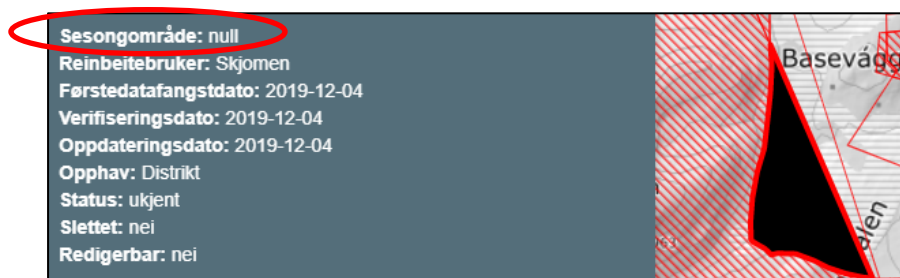 Sesongområde: null
Reinbeitebruker: Skjomen
Førstedatafangstdato: 2019-12-04
Verifiseringsdato: 2019-12-04
Oppdateringsdato: 2019-12-04
Opphav: Distrikt
Status: ukjent
Slettet: nei
Redigerbar: nei
Basevágg
alen